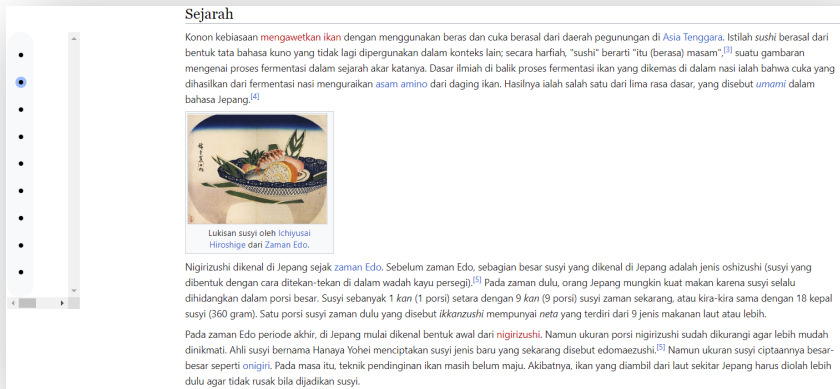 Sejarah
Konon kebiasaan mengawetkan ikan dengan menggunakan beras dan cuka berasal dari daerah pegunungan di Asia Tenggara. Istilah sushi berasal dari
bentuk tata bahasa kuno yang tidak lagi dipergunakan dalam konteks lain; secara harfiah, "sushi" berarti "itu (berasa) masam",[3] suatu gambaran
mengenai proses fermentasi dalam sejarah akar katanya. Dasar ilmiah di balik proses fermentasi ikan yang dikemas di dalam nasi ialah bahwa cuka yang
dihasilkan dari fermentasi nasi menguraikan asam amino dari daging ikan. Hasilnya ialah salah satu dari lima rasa dasar, yang disebut umami dalam
bahasa Jepang.[4]
Lukisan susyi oleh Ichiyusai
Hiroshige dari Zaman Edo.
Nigirizushi dikenal di Jepang sejak zaman Edo. Sebelum zaman Edo, sebagian besar susyi yang dikenal di Jepang adalah jenis oshizushi (susyi yang
dibentuk dengan cara ditekan-tekan di dalam wadah kayu persegi).[5] Pada zaman dulu, orang Jepang mungkin kuat makan karena susyi selalu
dihidangkan dalam porsi besar. Susyi sebanyak 1 kan (1 porsi) setara dengan 9 kan (9 porsi) susyi zaman sekarang, atau kira-kira sama dengan 18 kepal
susyi (360 gram). Satu porsi susyi zaman dulu yang disebut ikkanzushi mempunyai neta yang terdiri dari 9 jenis makanan laut atau lebih.
Pada zaman Edo periode akhir, di Jepang mulai dikenal bentuk awal dari nigirizushi. Namun ukuran porsi nigirizushi sudah dikurangi agar lebih mudah
dinikmati. Ahli susyi bernama Hanaya Yohei menciptakan susyi jenis baru yang sekarang disebut edomaezushi.[5] Namun ukuran susyi ciptaannya besar-
besar seperti onigiri. Pada masa itu, teknik pendinginan ikan masih belum maju. Akibatnya, ikan yang diambil dari laut sekitar Jepang harus diolah lebih
dulu agar tidak rusak bila dijadikan susyi.